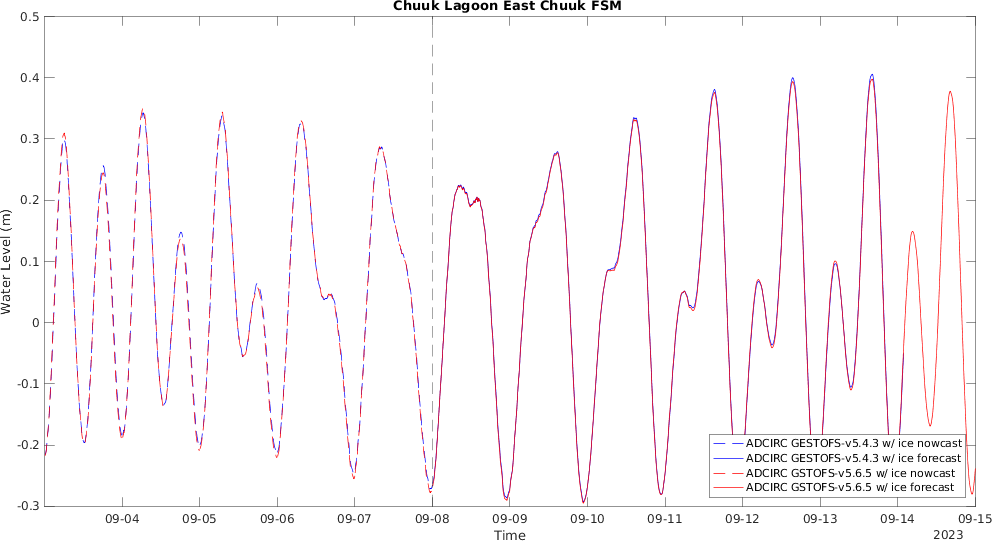 Chuuk Lagoon East Chuuk FSM
0.5
0.4
0.3
0.2
0.1
0
-0.1
-0.2
-0.3
Water Level (m)
ADCIRC GESTOFS-v5.4.3 w/ ice nowcast
ADCIRC GESTOFS-v5.4.3 w/ ice forecast
ADCIRC GSTOFS-v5.6.5 w/ ice nowcast
ADCIRC GSTOFS-v5.6.5 w/ ice forecast
09-04 09-05 09-06 09-07 09-08 09-09 09-10 09-11 09-12 09-13 09-14 09-15
Time
2023